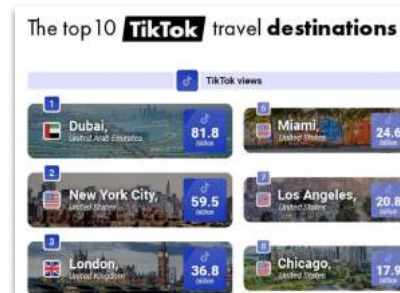 The top 10 TikTok travel destinations
TikTok views
1
Dubai,
United Arab Emirates
81.8
billion
2
New York City,
United States
59.5
billion
3
London,
United Kingdom
36.8
billion
6
Miami,
United States
24.6
billion
7
Los Angeles,
United States
20.8
billion
8
Chicago,
United States
17.9
billion